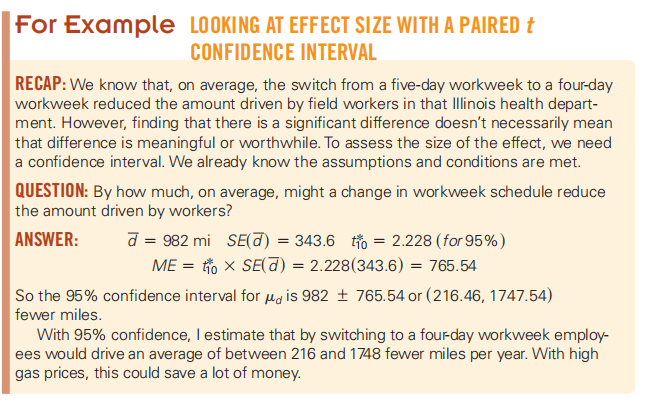 For Example LOOKING AT EFFECT SIZE WITH A PAIRED t
CONFIDENCE INTERVAL
RECAP: We know that, on average, the switch from a five-day workweek to a four-day
workweek reduced the amount driven by field workers in that Illinois health depart-
ment. However, finding that there is a significant difference doesn't necessarily mean
that difference is meaningful or worthwhile. To assess the size of the effect, we need
a confidence interval. We already know the assumptions and conditions are met.
QUESTION: By how much, on average, might a change in workweek schedule reduce
the amount driven by workers?
ANSWER: d̅ = 982 mi SE(d̅) = 343.6 t*₁₀ = 2.228 (for 95%)
ME = t*₁₀ × SE(d̅) = 2.228(343.6) = 765.54
So the 95% confidence interval for μd is 982 ± 765.54 or (216.46, 1747.54)
fewer miles.
With 95% confidence, I estimate that by switching to a four-day workweek employ-
ees would drive an average of between 216 and 1748 fewer miles per year. With high
gas prices, this could save a lot of money.